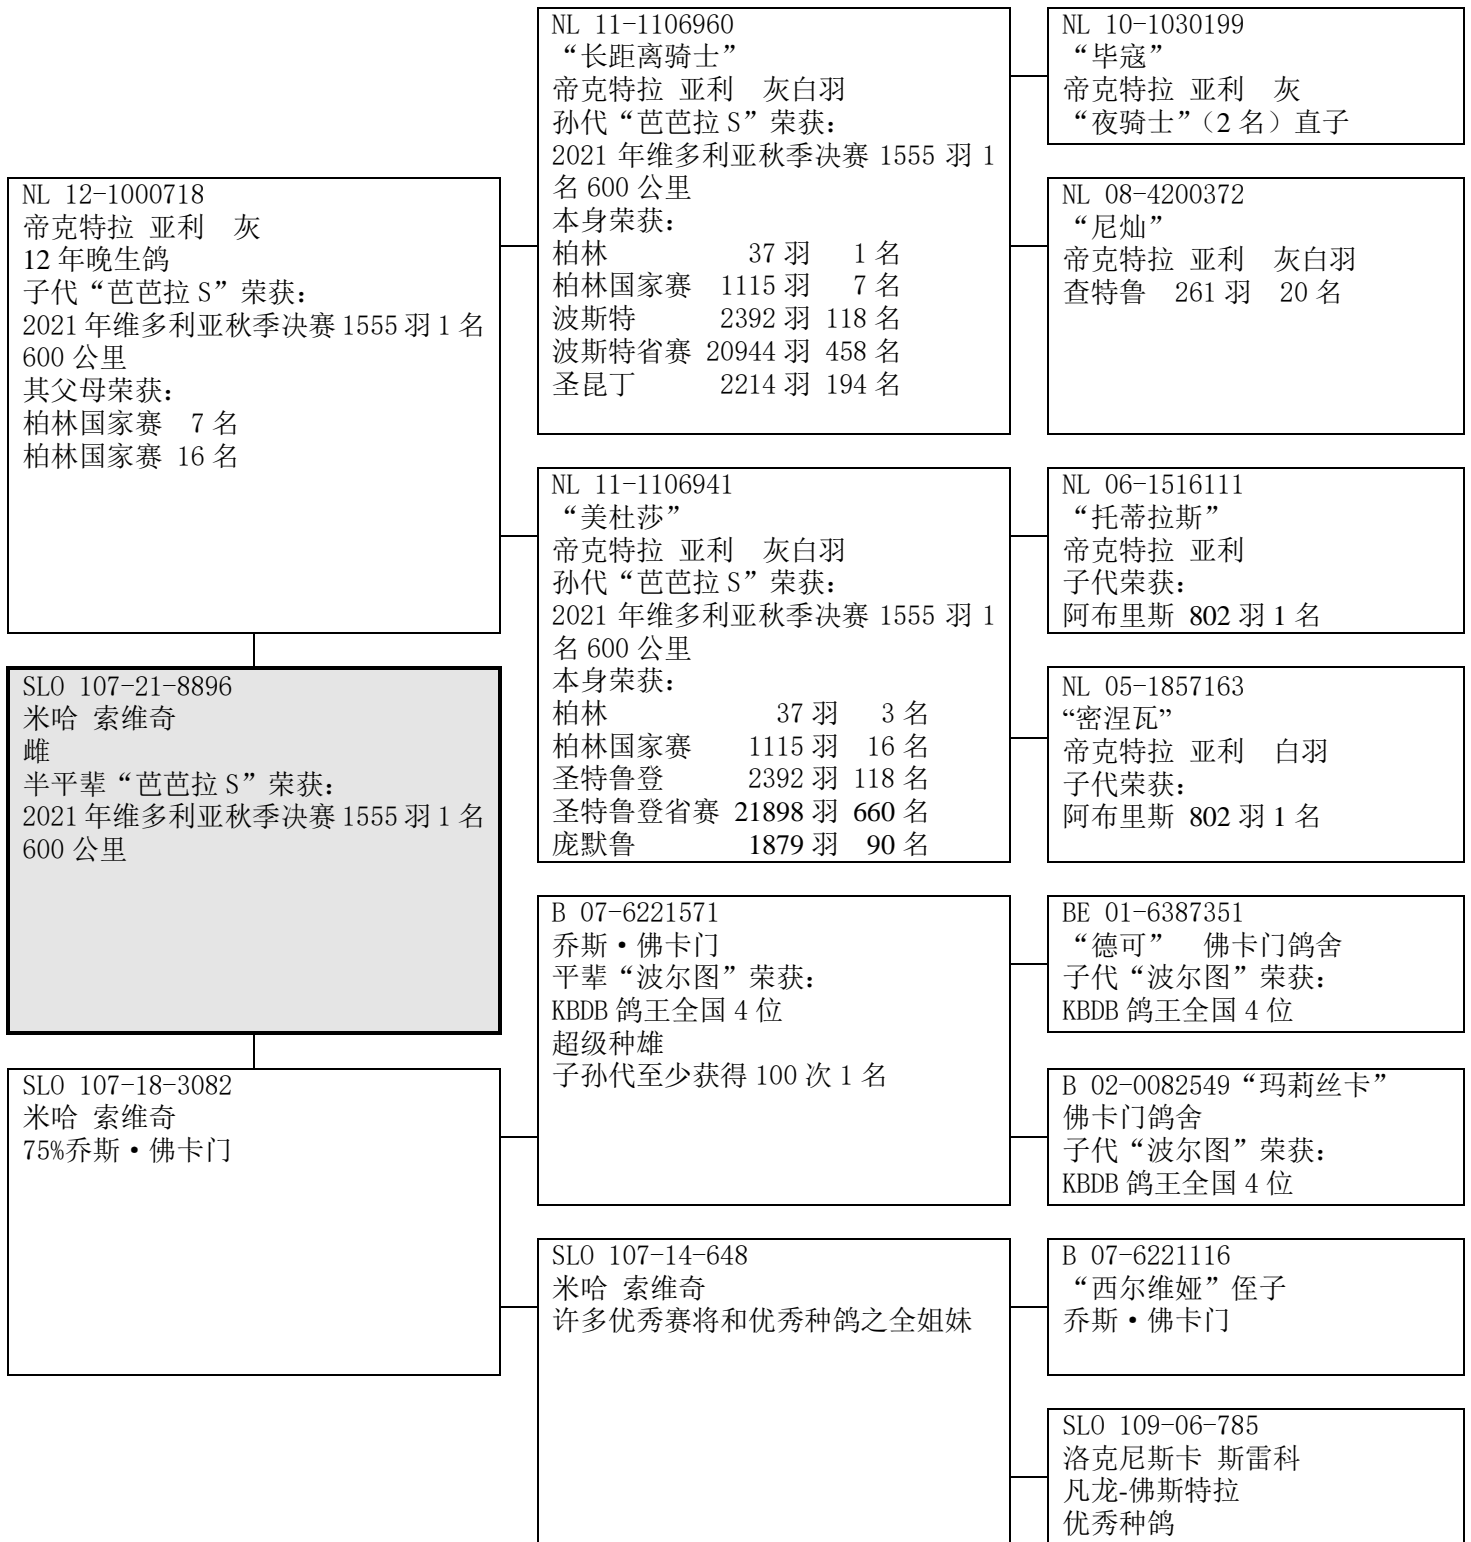 NL 12-1000718
帝克特拉 亚利　灰
12 年晚生鸽
子代“芭芭拉 S”荣获：
2021 年维多利亚秋季决赛 1555 羽 1 名
600 公里
其父母荣获：
柏林国家赛　7 名
柏林国家赛 16 名
SLO 107-21-8896
米哈 索维奇
雌
半平辈“芭芭拉 S”荣获：
2021 年维多利亚秋季决赛 1555 羽 1 名
600 公里
SLO 107-18-3082
米哈 索维奇
75%乔斯·佛卡门
NL 11-1106960
“长距离骑士”
帝克特拉 亚利　灰白羽
孙代“芭芭拉 S”荣获：
2021 年维多利亚秋季决赛 1555 羽 1
名 600 公里
本身荣获：
柏林 37 羽 1 名
柏林国家赛 1115 羽 7 名
波斯特 2392 羽 118 名
波斯特省赛 20944 羽 458 名
圣昆丁 2214 羽 194 名
NL 11-1106941
“美杜莎”
帝克特拉 亚利　灰白羽
孙代“芭芭拉 S”荣获：
2021 年维多利亚秋季决赛 1555 羽 1
名 600 公里
本身荣获：
柏林 37 羽 3 名
柏林国家赛 1115 羽 16 名
圣特鲁登 2392 羽 118 名
圣特鲁登省赛 21898 羽 660 名
庞默鲁 1879 羽 90 名
B 07-6221571
乔斯·佛卡门
平辈“波尔图”荣获：
KBDB 鸽王全国 4 位
超级种雄
子孙代至少获得 100 次 1 名
SLO 107-14-648
米哈 索维奇
许多优秀赛将和优秀种鸽之全姐妹
NL 10-1030199
“毕寇”
帝克特拉 亚利　灰
“夜骑士”（2 名）直子
NL 08-4200372
“尼灿”
帝克特拉 亚利　灰白羽
查特鲁　261 羽　20 名
NL 06-1516111
“托蒂拉斯”
帝克特拉 亚利
子代荣获：
阿布里斯 802 羽 1 名
NL 05-1857163
“密涅瓦”
帝克特拉 亚利　白羽
子代荣获：
阿布里斯 802 羽 1 名
BE 01-6387351
“德可”　佛卡门鸽舍
子代“波尔图”荣获：
KBDB 鸽王全国 4 位
B 02-0082549“玛莉丝卡”
佛卡门鸽舍
子代“波尔图”荣获：
KBDB 鸽王全国 4 位
B 07-6221116
“西尔维娅”侄子
乔斯·佛卡门
SLO 109-06-785
洛克尼斯卡 斯雷科
凡龙-佛斯特拉
优秀种鸽